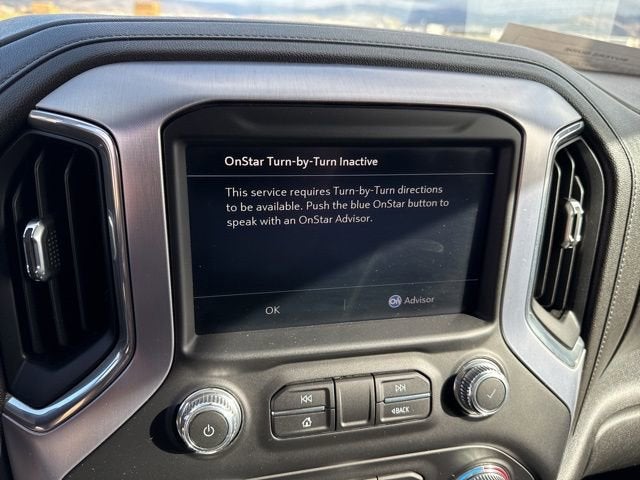 OnStar Turn-by-Turn Inactive
This service requires Turn-by-Turn directions
to be available. Push the blue OnStar button to
speak with an OnStar Advisor.
OK
ON Advisor
BACK